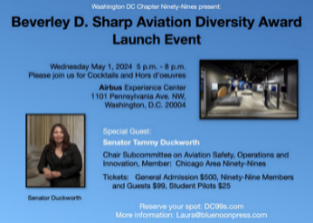 Washington DC Chapter Ninety-Nines present:
Beverley D. Sharp Aviation Diversity Award
Launch Event
Wednesday May 1, 2024 5 p.m. - 8 p.m.
Please join us for Cocktails and Hors d'oeuvres
Airbus Experience Center
1101 Pennsylvania Ave. NW,
Washington, D.C. 20004
Special Guest:
Senator Tammy Duckworth
Chair Subcommittee on Aviation Safety, Operations and
Innovation, Member: Chicago Area Ninety-Nines
Tickets: General Admission $500, Ninety-Nine Members
and Guests $99, Student Pilots $25
Senator Duckworth
Reserve your spot: DC99s.com
More information: Laura@bluenoonpress.com